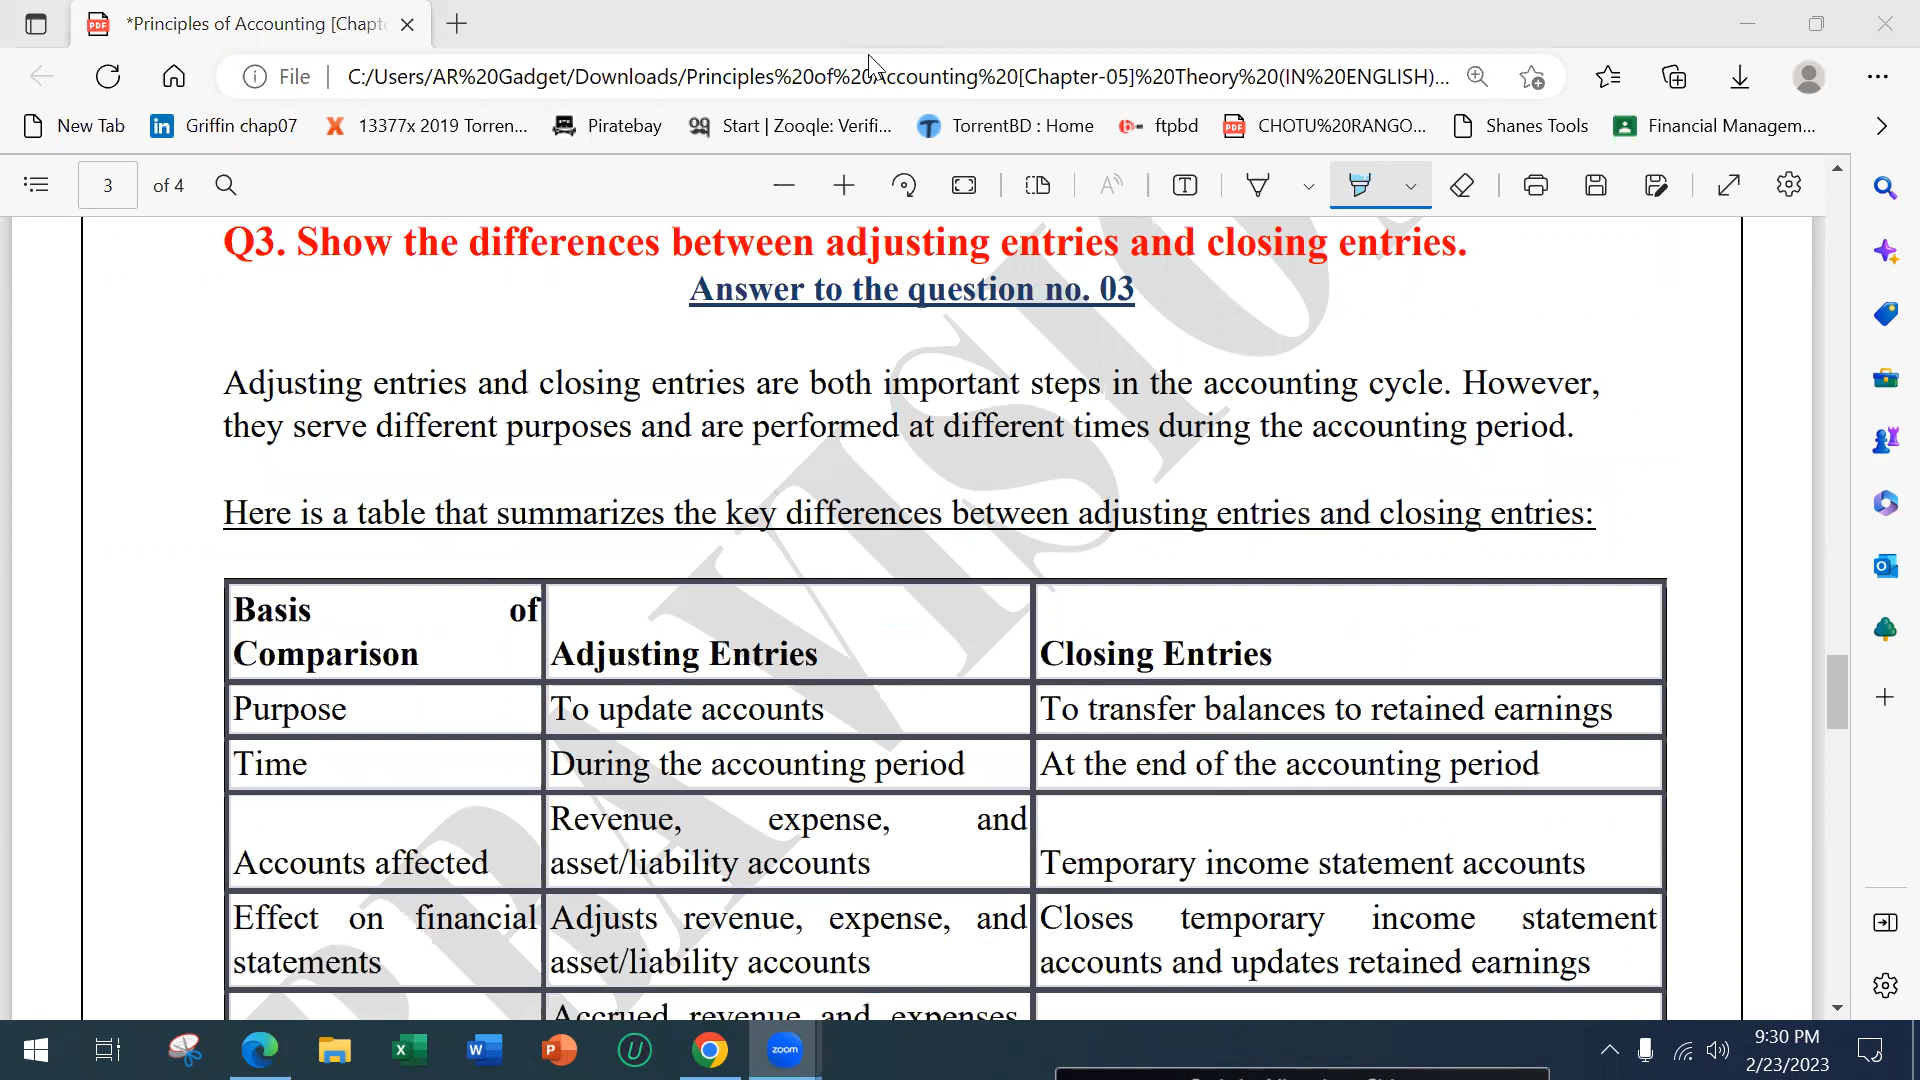 *Principles of Accounting [Chapte
File
C:/Users/AR%20Gadget/Downloads/Principles%20of%20Accounting%20[Chapter-05]%20Theory%20(IN%20ENGLISH)...
New Tab
Griffin chap07
13377x 2019 Torren...
Piratebay
Start | Zooqle: Verifi...
TorrentBD : Home
ftpbd
CHOTU%20RANGO...
Shanes Tools
Financial Managem...
3 of 4
Q3. Show the differences between adjusting entries and closing entries.
Answer to the question no. 03
Adjusting entries and closing entries are both important steps in the accounting cycle. However,
they serve different purposes and are performed at different times during the accounting period.
Here is a table that summarizes the key differences between adjusting entries and closing entries:
Basis of
Comparison
Adjusting Entries
Closing Entries
Purpose
To update accounts
To transfer balances to retained earnings
Time
During the accounting period
At the end of the accounting period
Accounts affected
Revenue, expense, and
asset/liability accounts
Temporary income statement accounts
Effect on financial
statements
Adjusts revenue, expense, and
asset/liability accounts
Closes temporary income statement
accounts and updates retained earnings
Accrued revenue and expenses,
zoom
9:30 PM
2/23/2023